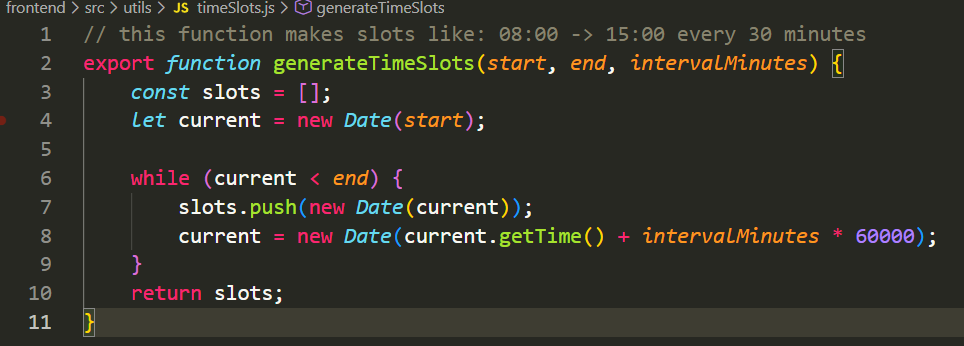 frontend > src > utils > JS timeSlots.js > generateTimeSlots
1 // this function makes slots like: 08:00 -> 15:00 every 30 minutes
2 export function generateTimeSlots(start, end, intervalMinutes) {
3     const slots = [];
4     let current = new Date(start);
5
6     while (current < end) {
7         slots.push(new Date(current));
8         current = new Date(current.getTime() + intervalMinutes * 60000);
9     }
10     return slots;
11 }